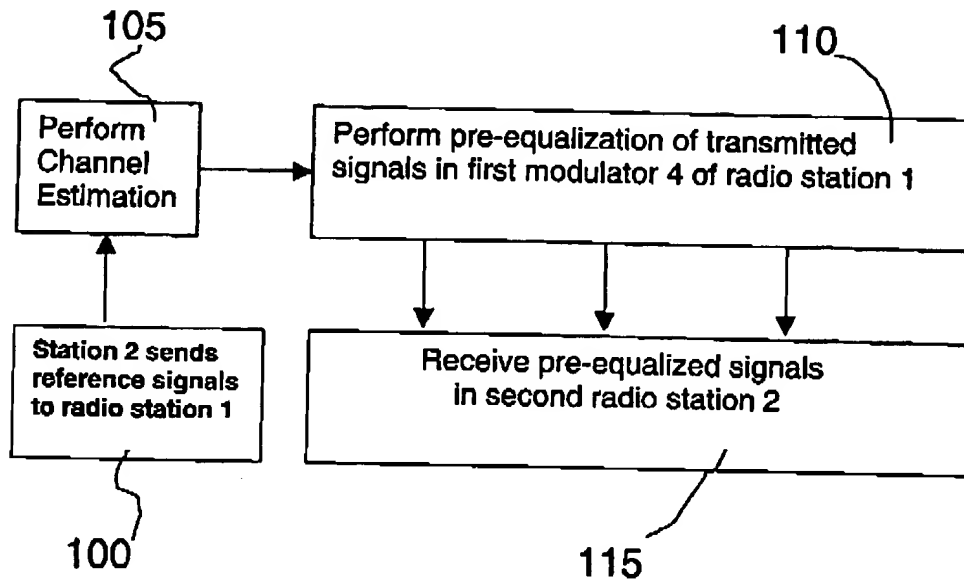 105
110
Perform
Channel
Estimation
Perform pre-equalization of transmitted
signals in first modulator 4 of radio station 1
Station 2 sends
reference signals
to radio station 1
Receive pre-equalized signals
in second radio station 2
100
115